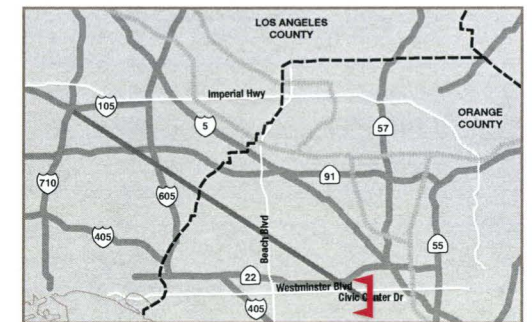 LOS ANGELES
COUNTY
Imperial Hwy
105
ORANGE
COUNTY
5
57
91
710
605
Beach Blvd
405
55
22
Westminster Blvd
Civic Center Dr
405